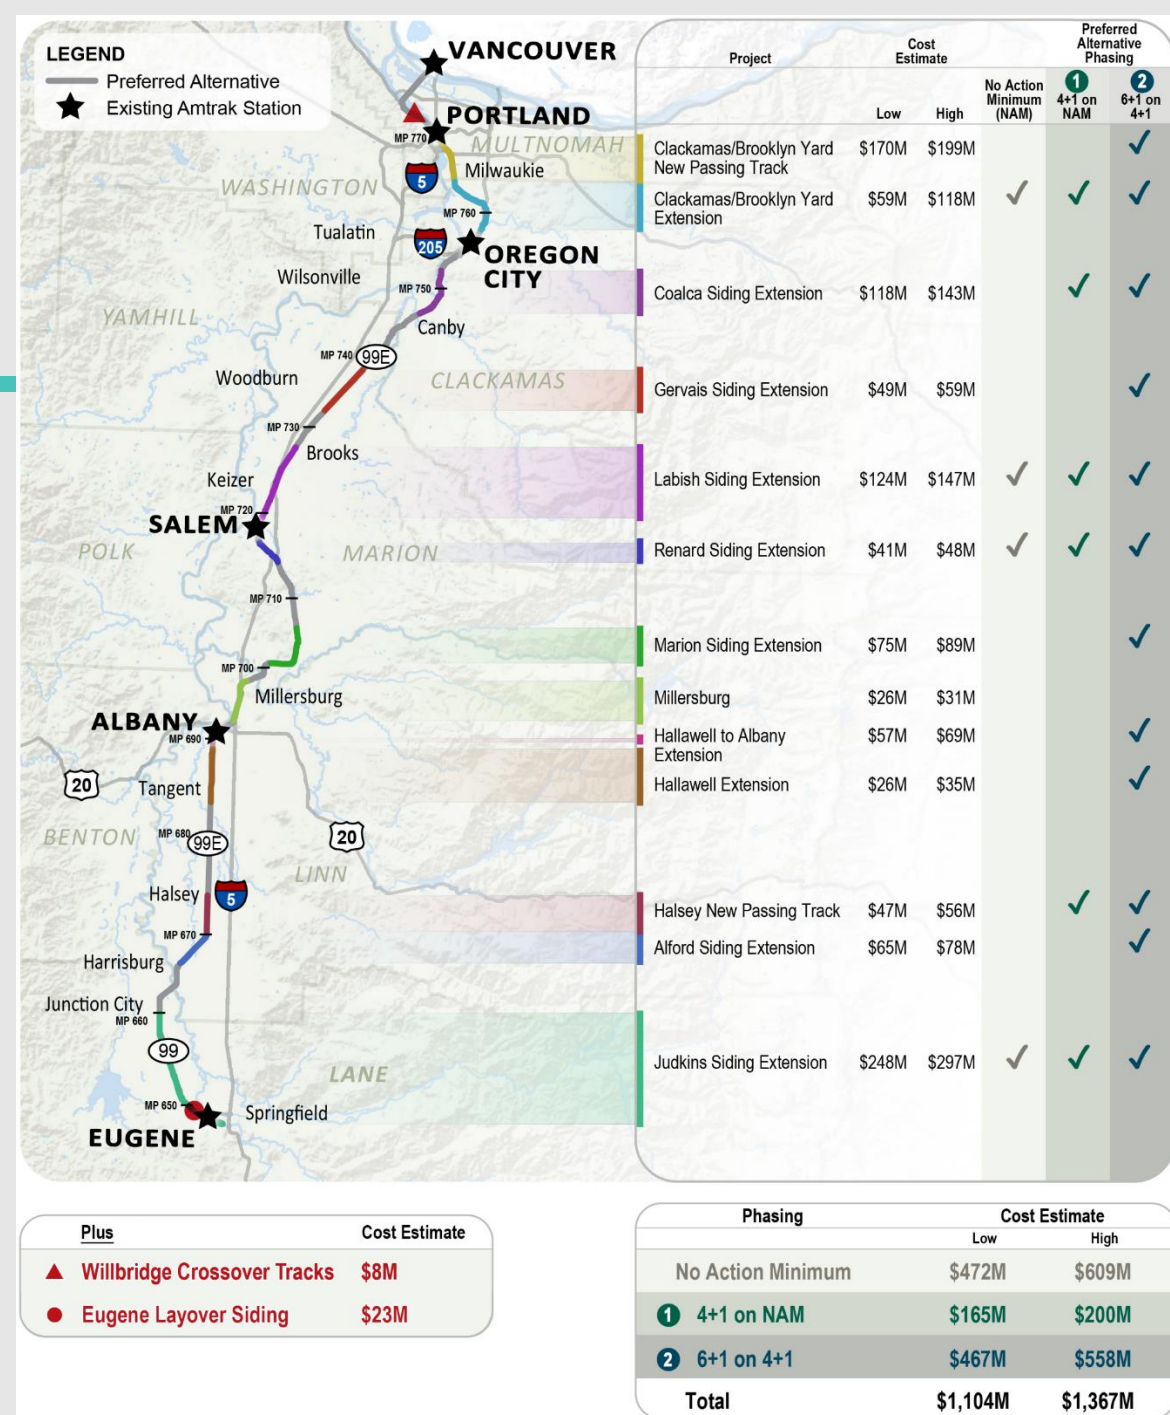 LEGEND
Preferred Alternative
Existing Amtrak Station
VANCOUVER
PORTLAND
MP 770
MULTNOMAH
Milwaukie
WASHINGTON
5
MP 760
Tualatin
205
OREGON
CITY
Wilsonville
MP 750
YAMHILL
Canby
MP 740
99E
Woodburn
CLACKAMAS
MP 730
Brooks
Keizer
MP 720
SALEM
POLK
MARION
MP 710
MP 700
Millersburg
ALBANY
MP 690
20
Tangent
BENTON
MP 680
99E
20
LINN
Halsey
5
MP 670
Harrisburg
Junction City
MP 660
99
LANE
MP 650
Springfield
EUGENE
Project
Cost
Estimate
Low High
Preferred
Alternative
Phasing
No Action
Minimum
(NAM)
1
4+1 on
NAM
2
6+1 on
4+1
Clackamas/Brooklyn Yard $170M $199M ✓
New Passing Track
Clackamas/Brooklyn Yard $59M $118M ✓ ✓ ✓
Extension
Coalca Siding Extension $118M $143M ✓ ✓
Gervais Siding Extension $49M $59M ✓
Labish Siding Extension $124M $147M ✓ ✓ ✓
Renard Siding Extension $41M $48M ✓ ✓ ✓
Marion Siding Extension $75M $89M ✓
Millersburg $26M $31M
Hallawell to Albany $57M $69M ✓
Extension
Hallawell Extension $26M $35M ✓
Halsey New Passing Track $47M $56M ✓ ✓
Alford Siding Extension $65M $78M ✓
Judkins Siding Extension $248M $297M ✓ ✓ ✓
Plus Cost Estimate
Willbridge Crossover Tracks $8M
Eugene Layover Siding $23M
Phasing Cost Estimate
Low High
No Action Minimum $472M $609M
1 4+1 on NAM $165M $200M
2 6+1 on 4+1 $467M $558M
Total $1,104M $1,367M